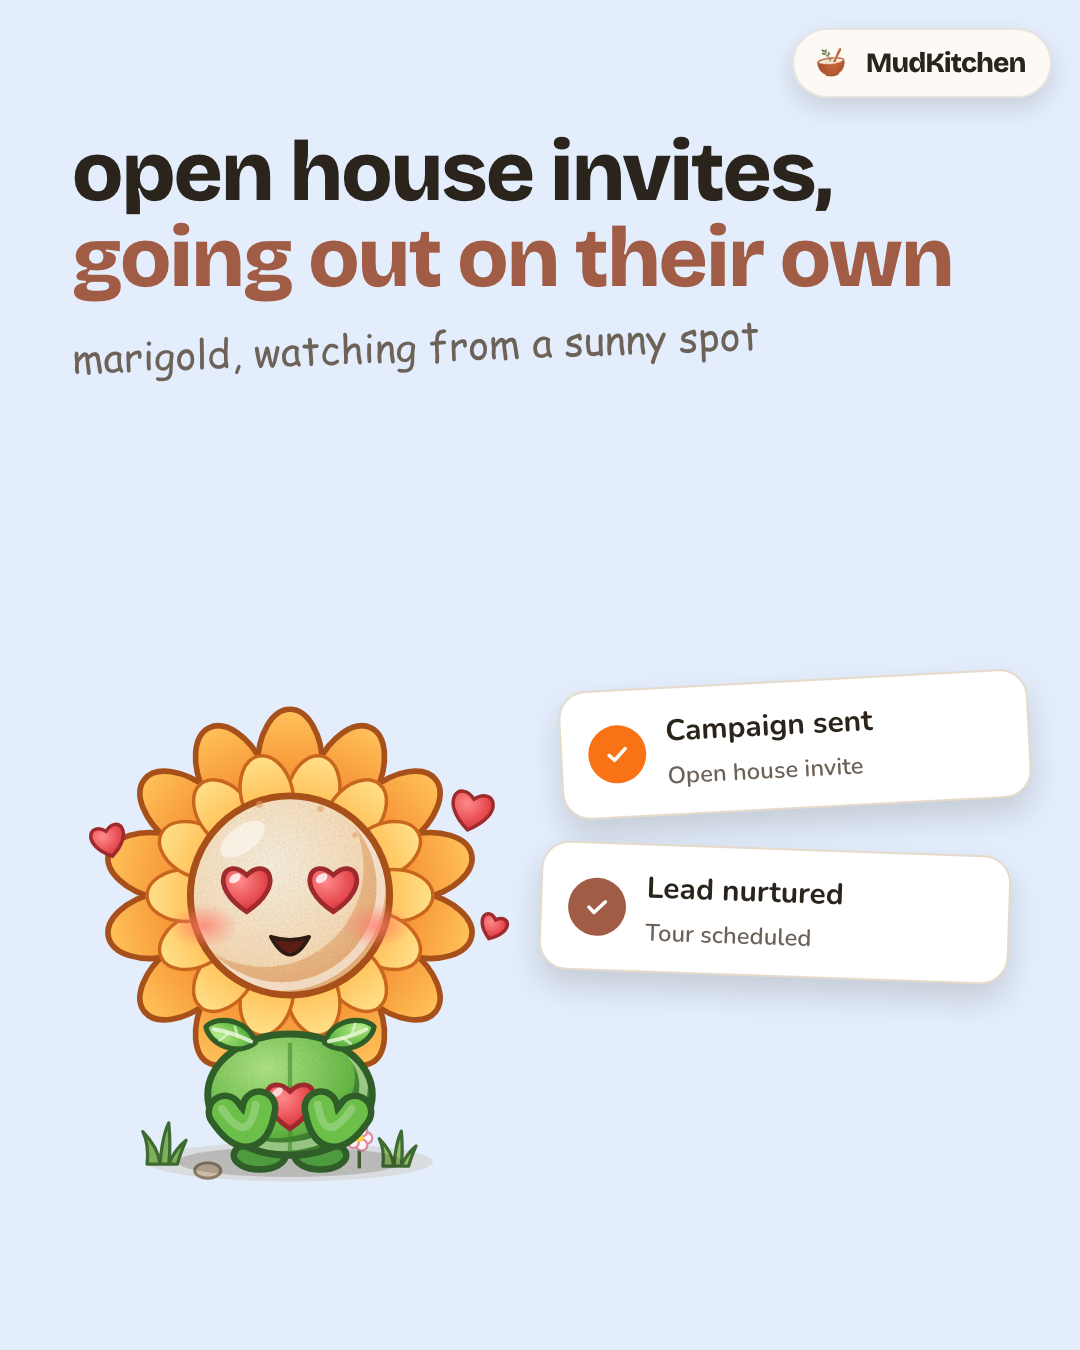 MudKitchen
open house invites,
going out on their own
marigold, watching from a sunny spot
Campaign sent
Open house invite
Lead nurtured
Tour scheduled